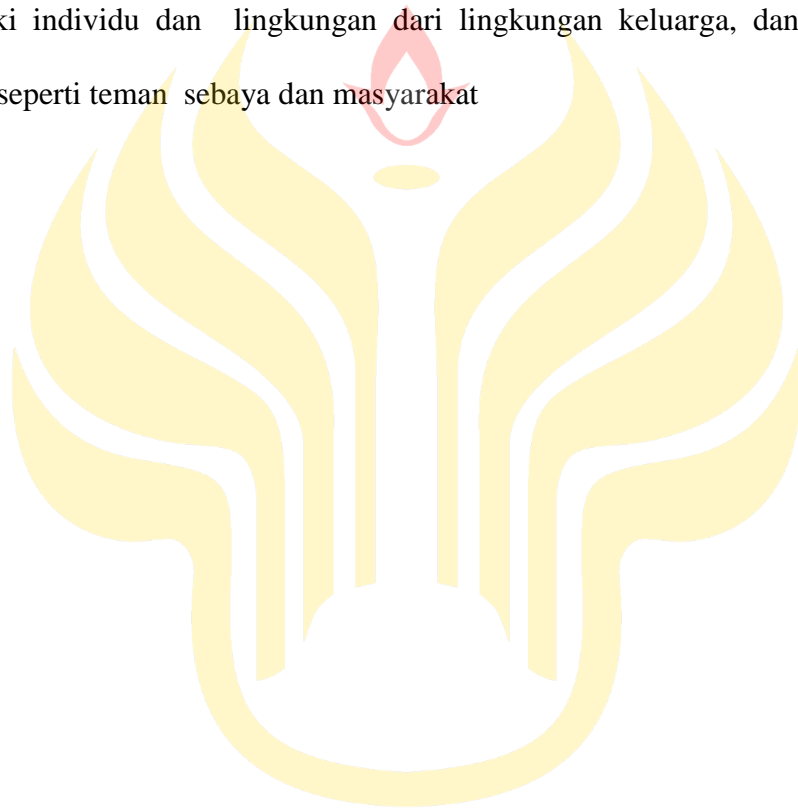 ki individu dan lingkungan dari lingkungan keluarga, dan
seperti teman sebaya dan masyarakat